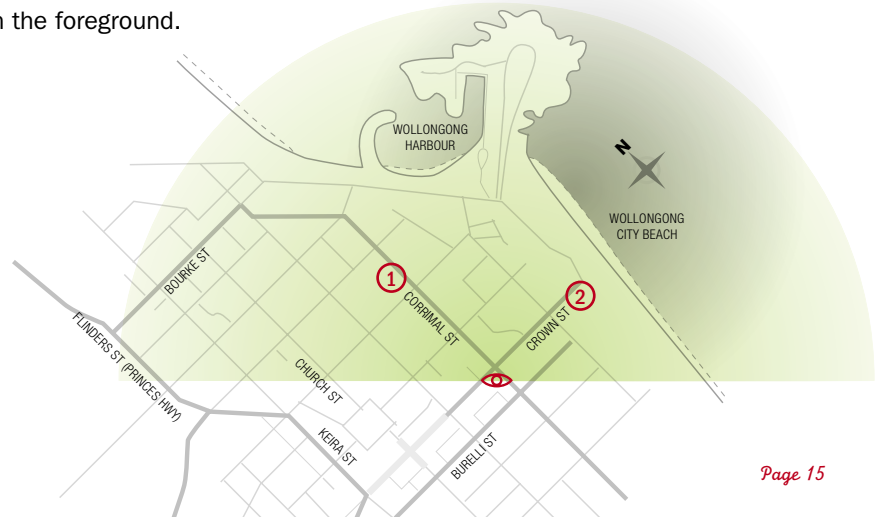 n the foreground.
WOLLONGONG
HARBOUR
N
WOLLONGONG
CITY BEACH
BOURKE ST
1
2
CORRIMAL ST
CROWN ST
FLINDERS ST (PRINCES HWY)
CHURCH ST
KEIRA ST
BURELLI ST
Page 15